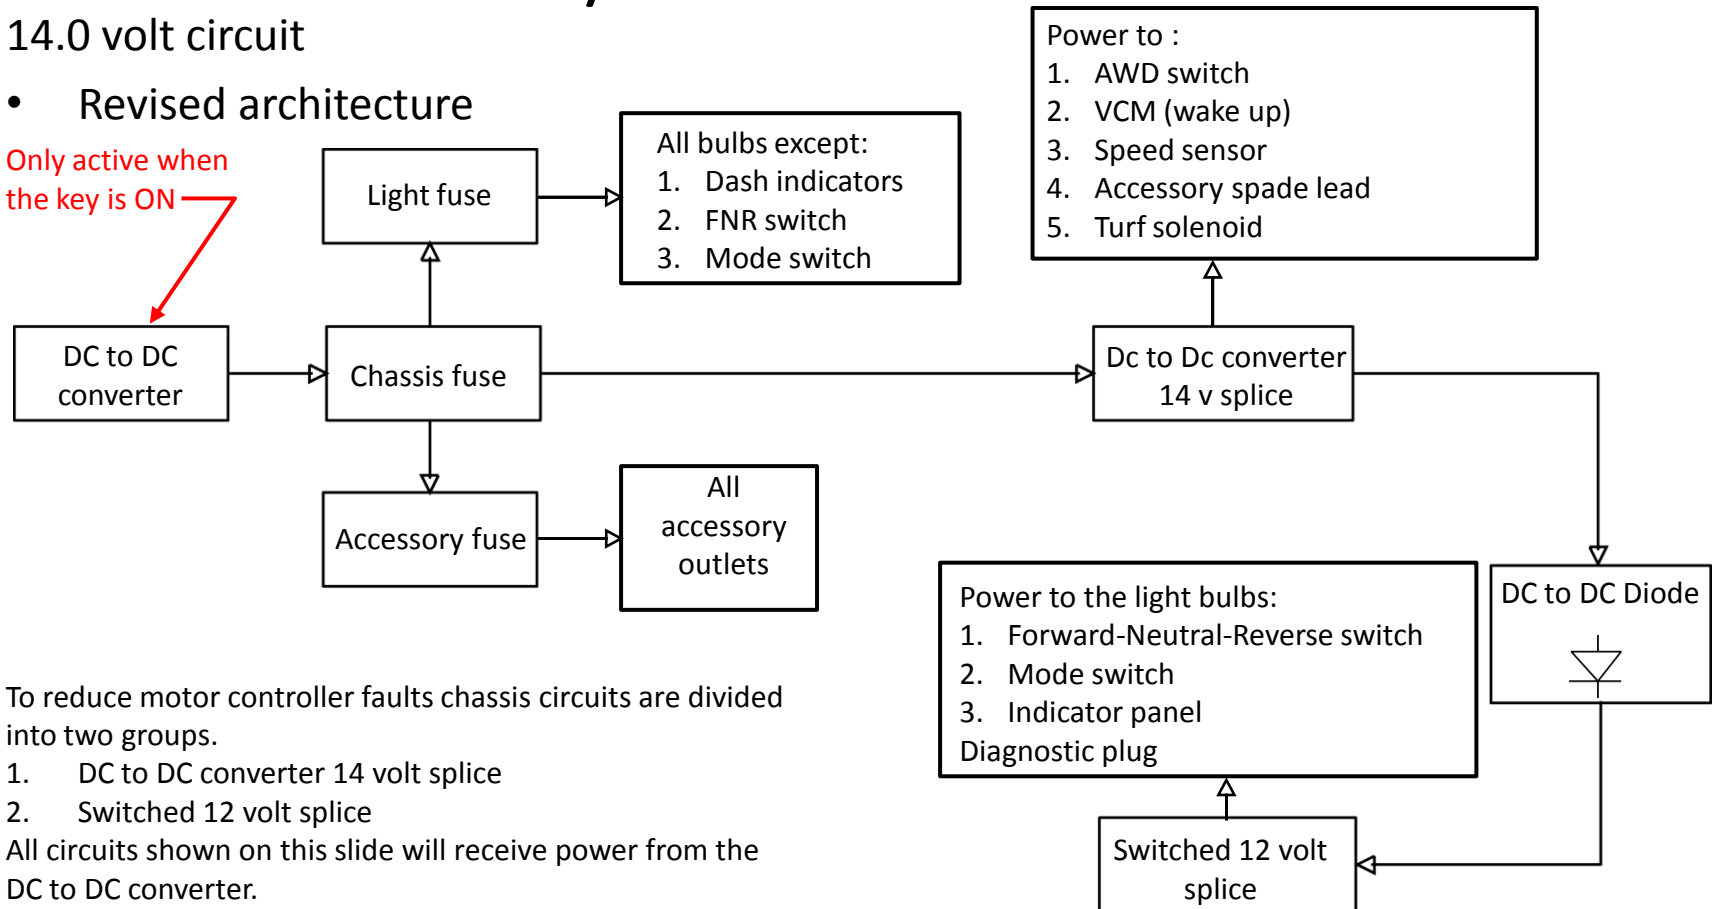 14.0 volt circuit
• Revised architecture
Only active when
the key is ON
DC to DC
converter
Light fuse
Chassis fuse
Accessory fuse
All bulbs except:
1. Dash indicators
2. FNR switch
3. Mode switch
All
accessory
outlets
Power to :
1. AWD switch
2. VCM (wake up)
3. Speed sensor
4. Accessory spade lead
5. Turf solenoid
Dc to Dc converter
14 v splice
DC to DC Diode
Power to the light bulbs:
1. Forward-Neutral-Reverse switch
2. Mode switch
3. Indicator panel
Diagnostic plug
Switched 12 volt
splice
To reduce motor controller faults chassis circuits are divided
into two groups.
1. DC to DC converter 14 volt splice
2. Switched 12 volt splice
All circuits shown on this slide will receive power from the
DC to DC converter.